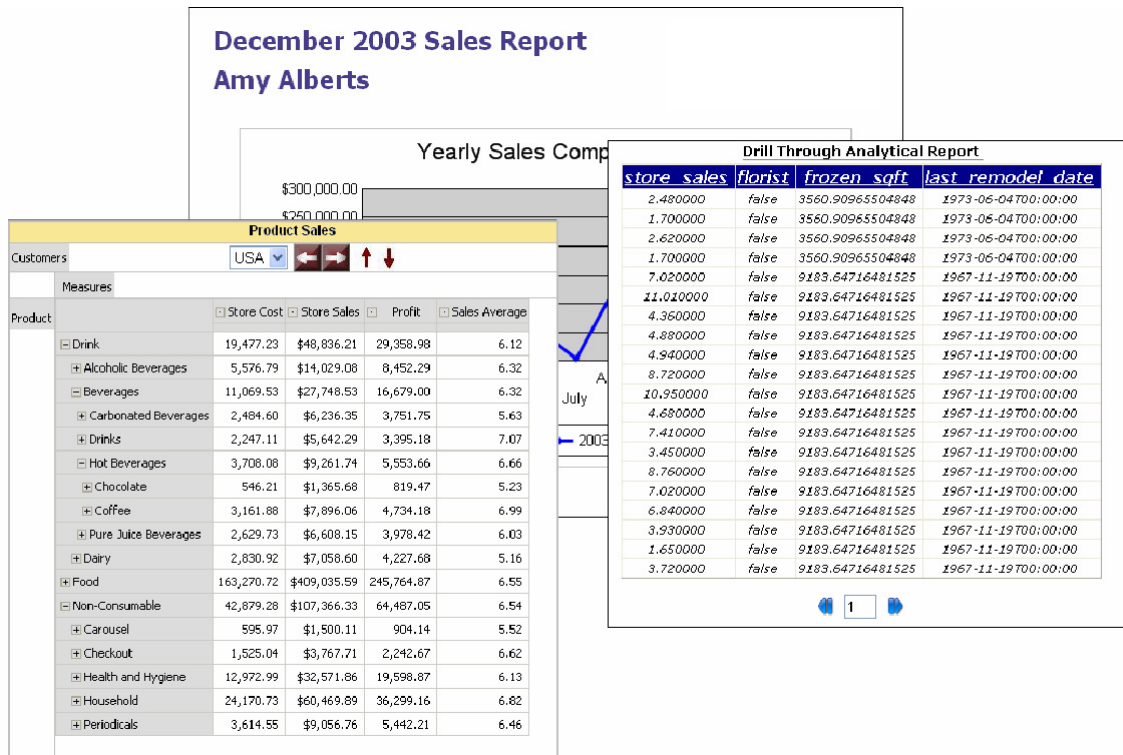 December 2003 Sales Report
Amy Alberts
Yearly Sales Comp
$300,000.00
$250,000.00
July
2003
Product Sales
Customers USA
Measures
Product Store Cost Store Sales Profit Sales Average
Drink 19,477.23 $48,836.21 29,358.98 6.12
Alcoholic Beverages 5,576.79 $14,029.08 8,452.29 6.32
Beverages 11,069.53 $27,748.53 16,679.00 6.32
Carbonated Beverages 2,484.60 $6,236.35 3,751.75 5.63
Drinks 2,247.11 $5,642.29 3,395.18 7.07
Hot Beverages 3,708.08 $9,261.74 5,553.66 6.66
Chocolate 546.21 $1,365.68 819.47 5.23
Coffee 3,161.88 $7,896.06 4,734.18 6.99
Pure Juice Beverages 2,629.73 $6,608.15 3,978.42 6.03
Dairy 2,830.92 $7,058.60 4,227.68 5.16
Food 163,270.72 $409,035.59 245,764.87 6.55
Non-Consumable 42,879.28 $107,366.33 64,487.05 6.54
Carousel 595.97 $1,500.11 904.14 5.52
Checkout 1,525.04 $3,767.71 2,242.67 6.62
Health and Hygiene 12,972.99 $32,571.86 19,598.87 6.13
Household 24,170.73 $60,469.89 36,299.16 6.82
Periodicals 3,614.55 $9,056.76 5,442.21 6.46
Drill Through Analytical Report
store_sales florist frozen_sqft last_remodel_date
2.480000 false 3560.90965504848 1973-06-04T00:00:00
1.700000 false 3560.90965504848 1973-06-04T00:00:00
2.620000 false 3560.90965504848 1973-06-04T00:00:00
1.700000 false 3560.90965504848 1973-06-04T00:00:00
7.020000 false 9183.64716481525 1967-11-19T00:00:00
11.010000 false 9183.64716481525 1967-11-19T00:00:00
4.360000 false 9183.64716481525 1967-11-19T00:00:00
4.880000 false 9183.64716481525 1967-11-19T00:00:00
4.940000 false 9183.64716481525 1967-11-19T00:00:00
8.720000 false 9183.64716481525 1967-11-19T00:00:00
10.950000 false 9183.64716481525 1967-11-19T00:00:00
4.680000 false 9183.64716481525 1967-11-19T00:00:00
7.410000 false 9183.64716481525 1967-11-19T00:00:00
3.450000 false 9183.64716481525 1967-11-19T00:00:00
8.760000 false 9183.64716481525 1967-11-19T00:00:00
7.020000 false 9183.64716481525 1967-11-19T00:00:00
6.840000 false 9183.64716481525 1967-11-19T00:00:00
3.930000 false 9183.64716481525 1967-11-19T00:00:00
1.650000 false 9183.64716481525 1967-11-19T00:00:00
3.720000 false 9183.64716481525 1967-11-19T00:00:00
1